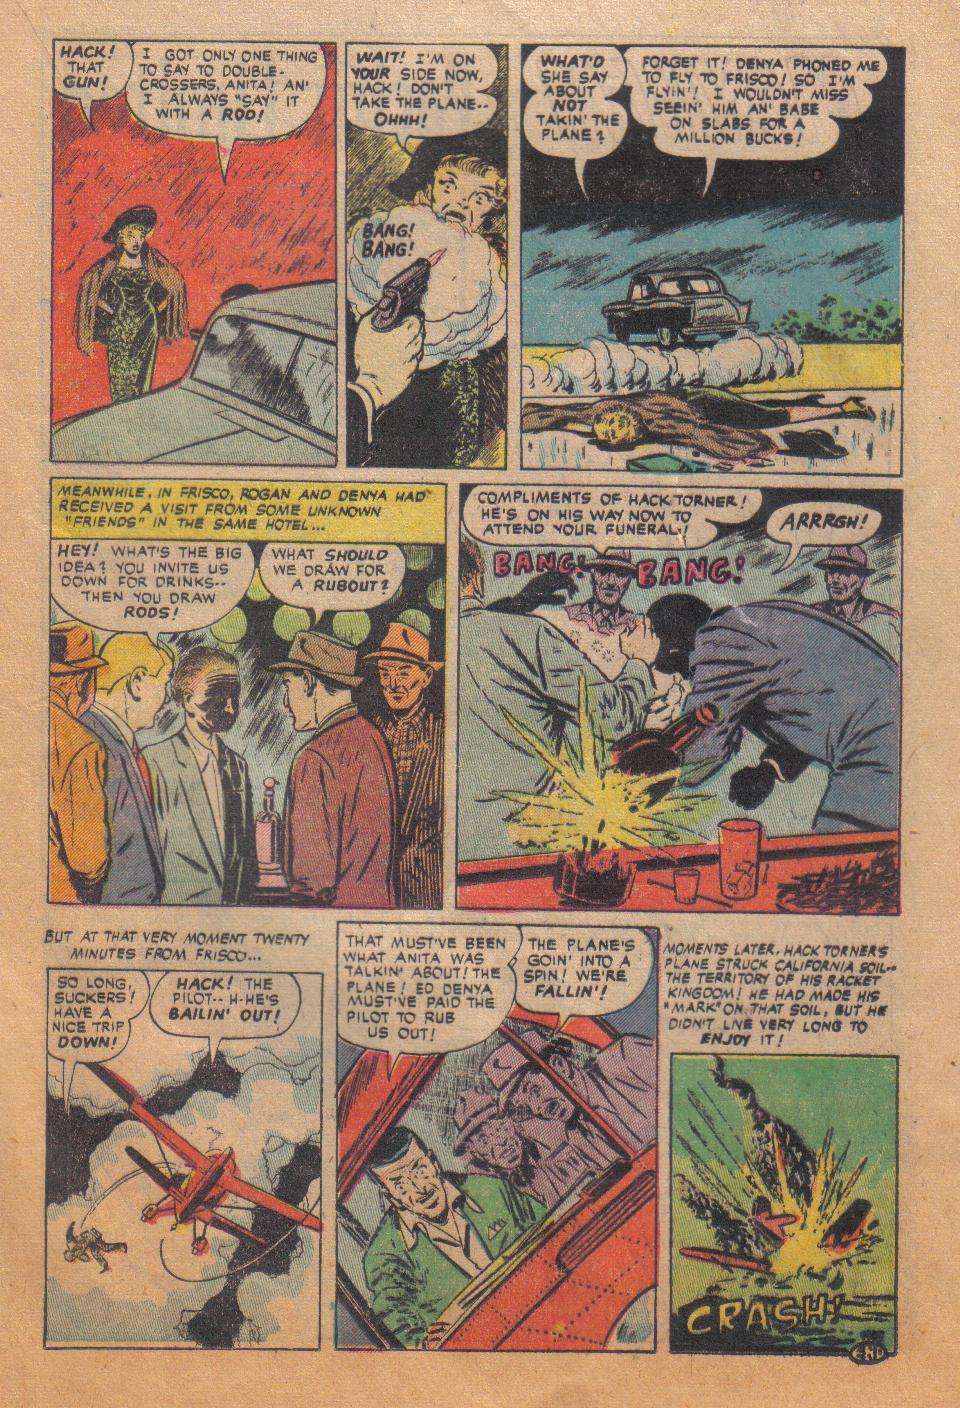 HACK!
THAT
GUN!
I GOT ONLY ONE THING
TO SAY TO DOUBLE-
CROSSERS, ANITA! AN'
I ALWAYS "SAY" IT
WITH A ROD!
WAIT! I'M ON
YOUR SIDE NOW,
HACK! DON'T
TAKE THE PLANE--
OHHH!
BANG!
BANG!
WHAT'D
SHE SAY
ABOUT
NOT
TAKIN' THE
PLANE?
FORGET IT! DENYA PHONED ME
TO FLY TO FRISCO! SO I'M
FLYIN'! I WOULDN'T MISS
SEEIN' HIM AN' BABE
ON SLABS FOR A
MILLION BUCKS!
MEANWHILE, IN FRISCO, ROGAN AND DENYA HAD
RECEIVED A VISIT FROM SOME UNKNOWN
"FRIENDS" IN THE SAME HOTEL...
HEY! WHAT'S THE BIG
IDEA? YOU INVITE US
DOWN FOR DRINKS--
THEN YOU DRAW
RODS!
WHAT SHOULD
WE DRAW FOR
A RUBOUT?
COMPLIMENTS OF HACK TORNER!
HE'S ON HIS WAY NOW TO
ATTEND YOUR FUNERAL!
ARRRGH!
BANG! BANG!
BUT AT THAT VERY MOMENT TWENTY
MINUTES FROM FRISCO...
SO LONG,
SUCKERS!
HAVE A
NICE TRIP
DOWN!
HACK! THE
PILOT-- H-HE'S
BAILIN' OUT!
THAT MUST'VE BEEN
WHAT ANITA WAS
TALKIN' ABOUT! THE
PLANE! ED DENYA
MUST'VE PAID THE
PILOT TO RUB
US OUT!
THE PLANE'S
GOIN' INTO A
SPIN! WE'RE
FALLIN'!
MOMENTS LATER, HACK TORNER'S
PLANE STRUCK CALIFORNIA SOIL--
THE TERRITORY OF HIS RACKET
KINGDOM! HE HAD MADE HIS
"MARK" ON THAT SOIL, BUT HE
DIDN'T LIVE VERY LONG TO
ENJOY IT!
CRASH!
END